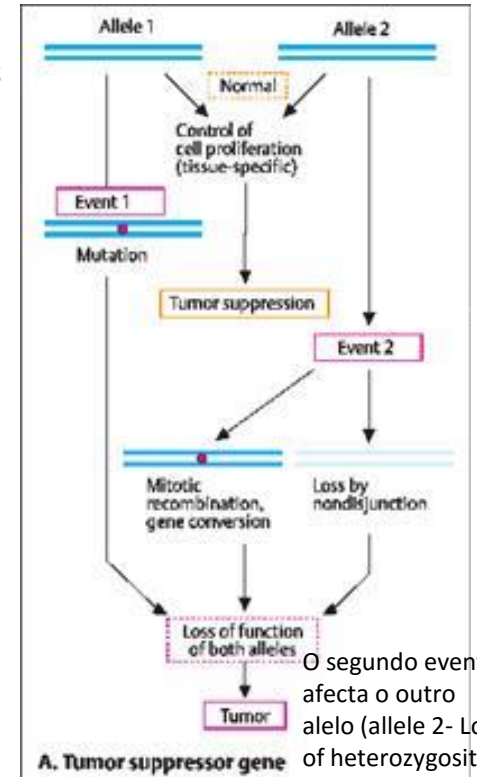 Allele 1
Allele 2
Normal
Control of
cell proliferation
(tissue-specific)
Event 1
Mutation
Tumor suppression
Event 2
Mitotic
recombination,
gene conversion
Loss by
nondisjunction
Loss of function
of both alleles
O segundo even
afecta o outro
Tumor
alelo (allele 2- Lo
A. Tumor suppressor gene
of heterozygosit